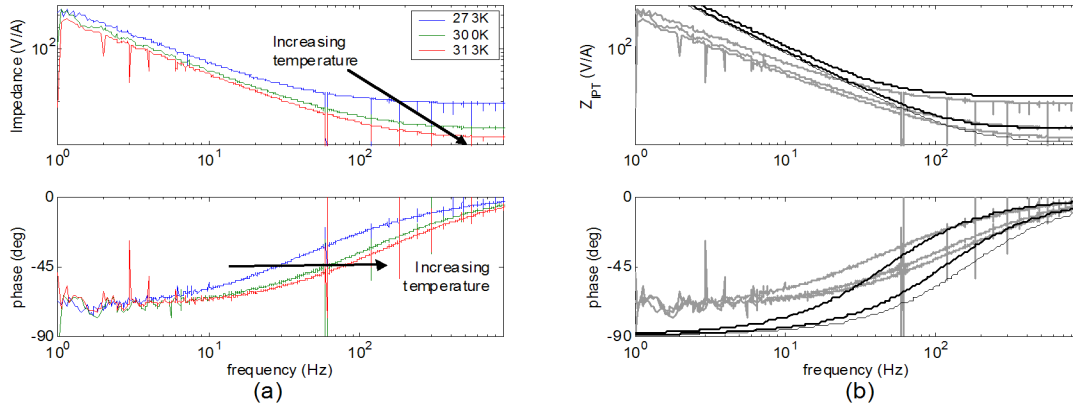 Impedance (V/A)
10²
Increasing
temperature
273K
300K
313K
10⁰
10¹
10²
phase (deg)
0
-45
-90
Increasing
temperature
10⁰
10¹
10²
frequency (Hz)
(a)
Z_IPT (V/A)
10²
10⁰
10¹
10²
phase (deg)
0
-45
-90
10⁰
10¹
10²
frequency (Hz)
(b)